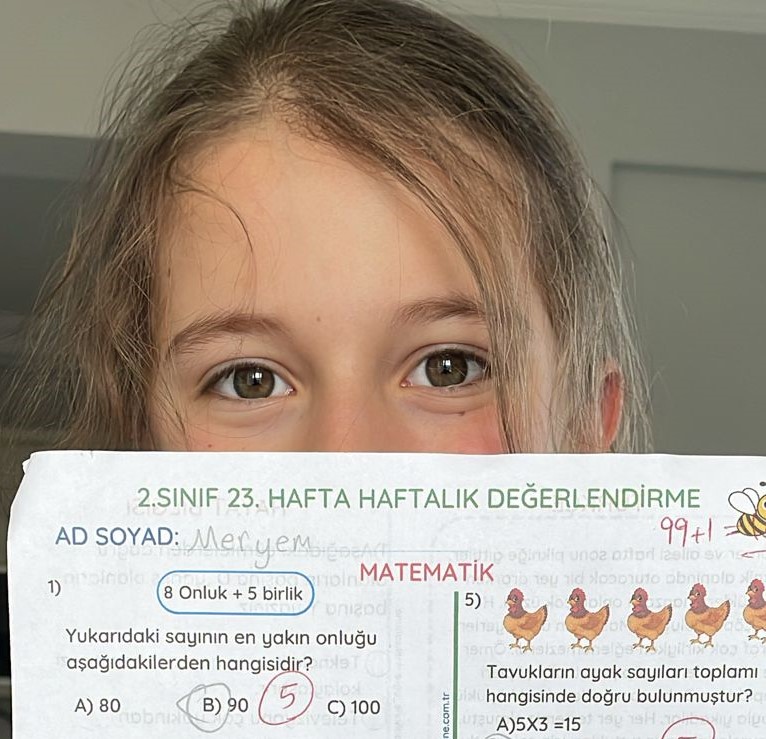 2.SINIF 23. HAFTA HAFTALIK DEĞERLENDİRME
AD SOYAD: Meryem
99+1
MATEMATİK
1)
8 Onluk + 5 birlik
Yukarıdaki sayının en yakın onluğu
aşağıdakilerden hangisidir?
A) 80 B) 90 5 C) 100
5)
Tavukların ayak sayıları toplamı
hangisinde doğru bulunmuştur?
A)5X3 =15
ne.com.tr